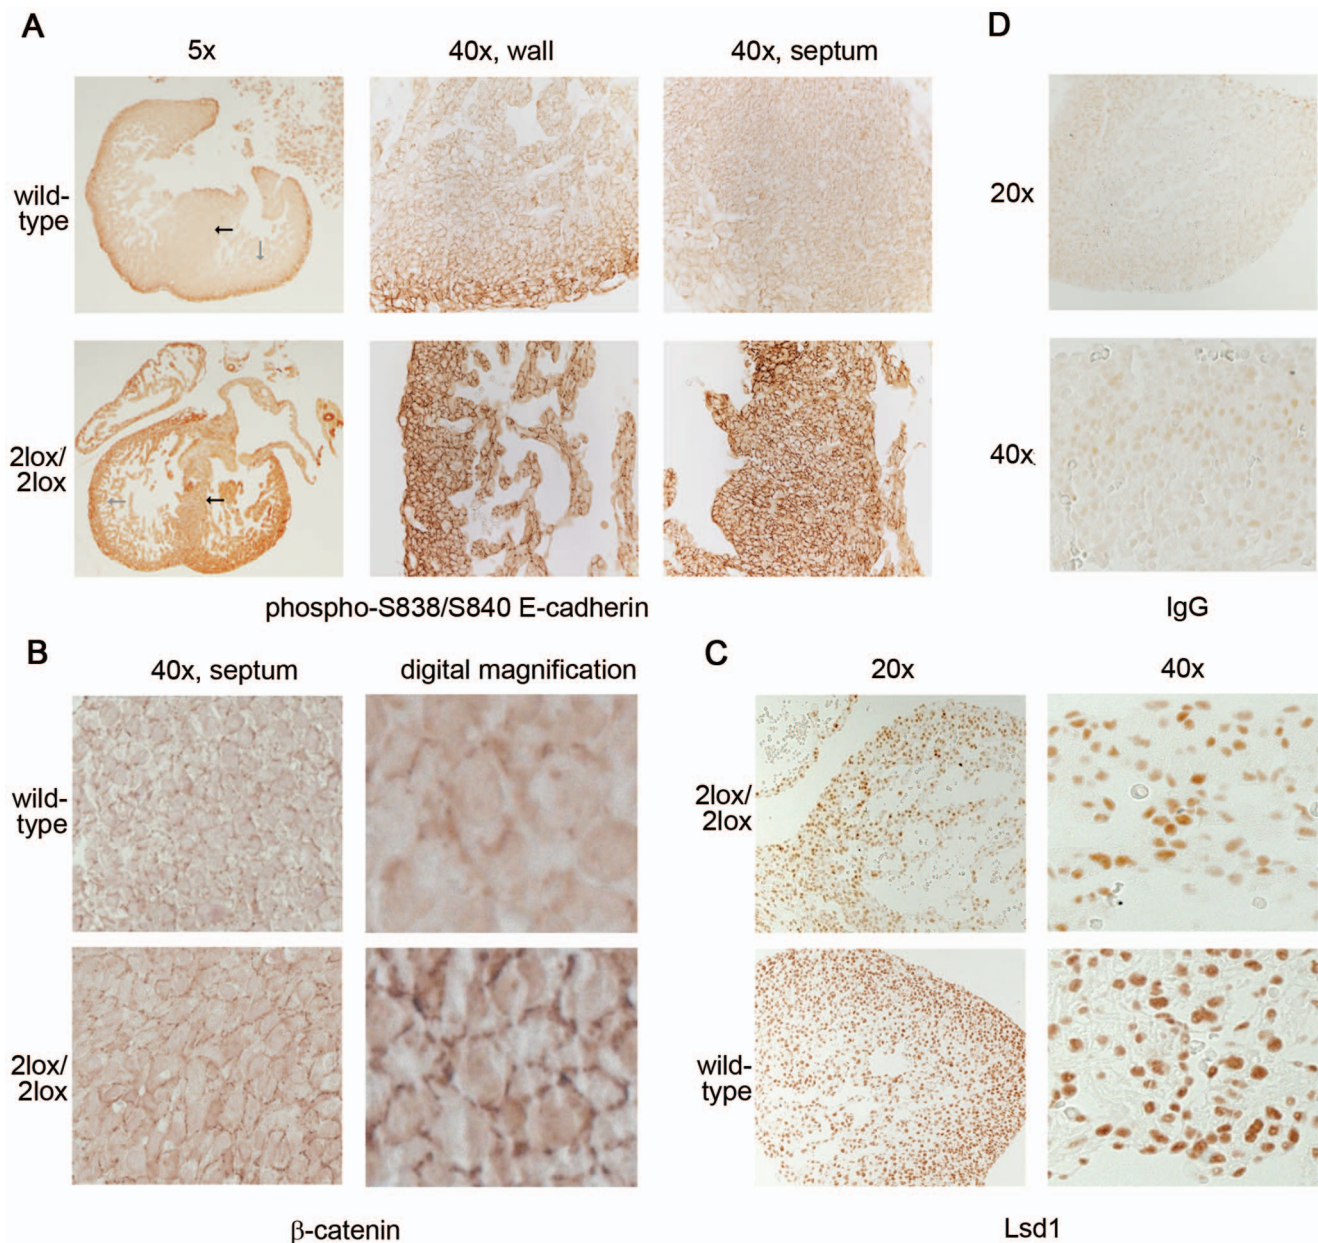 A
5x
40x, wall
40x, septum
wild-
type
2lox/
2lox
phospho-S838/S840 E-cadherin
D
20x
40x
IgG
B
40x, septum
digital magnification
wild-
type
2lox/
2lox
β-catenin
C
20x
40x
2lox/
2lox
wild-
type
Lsd1